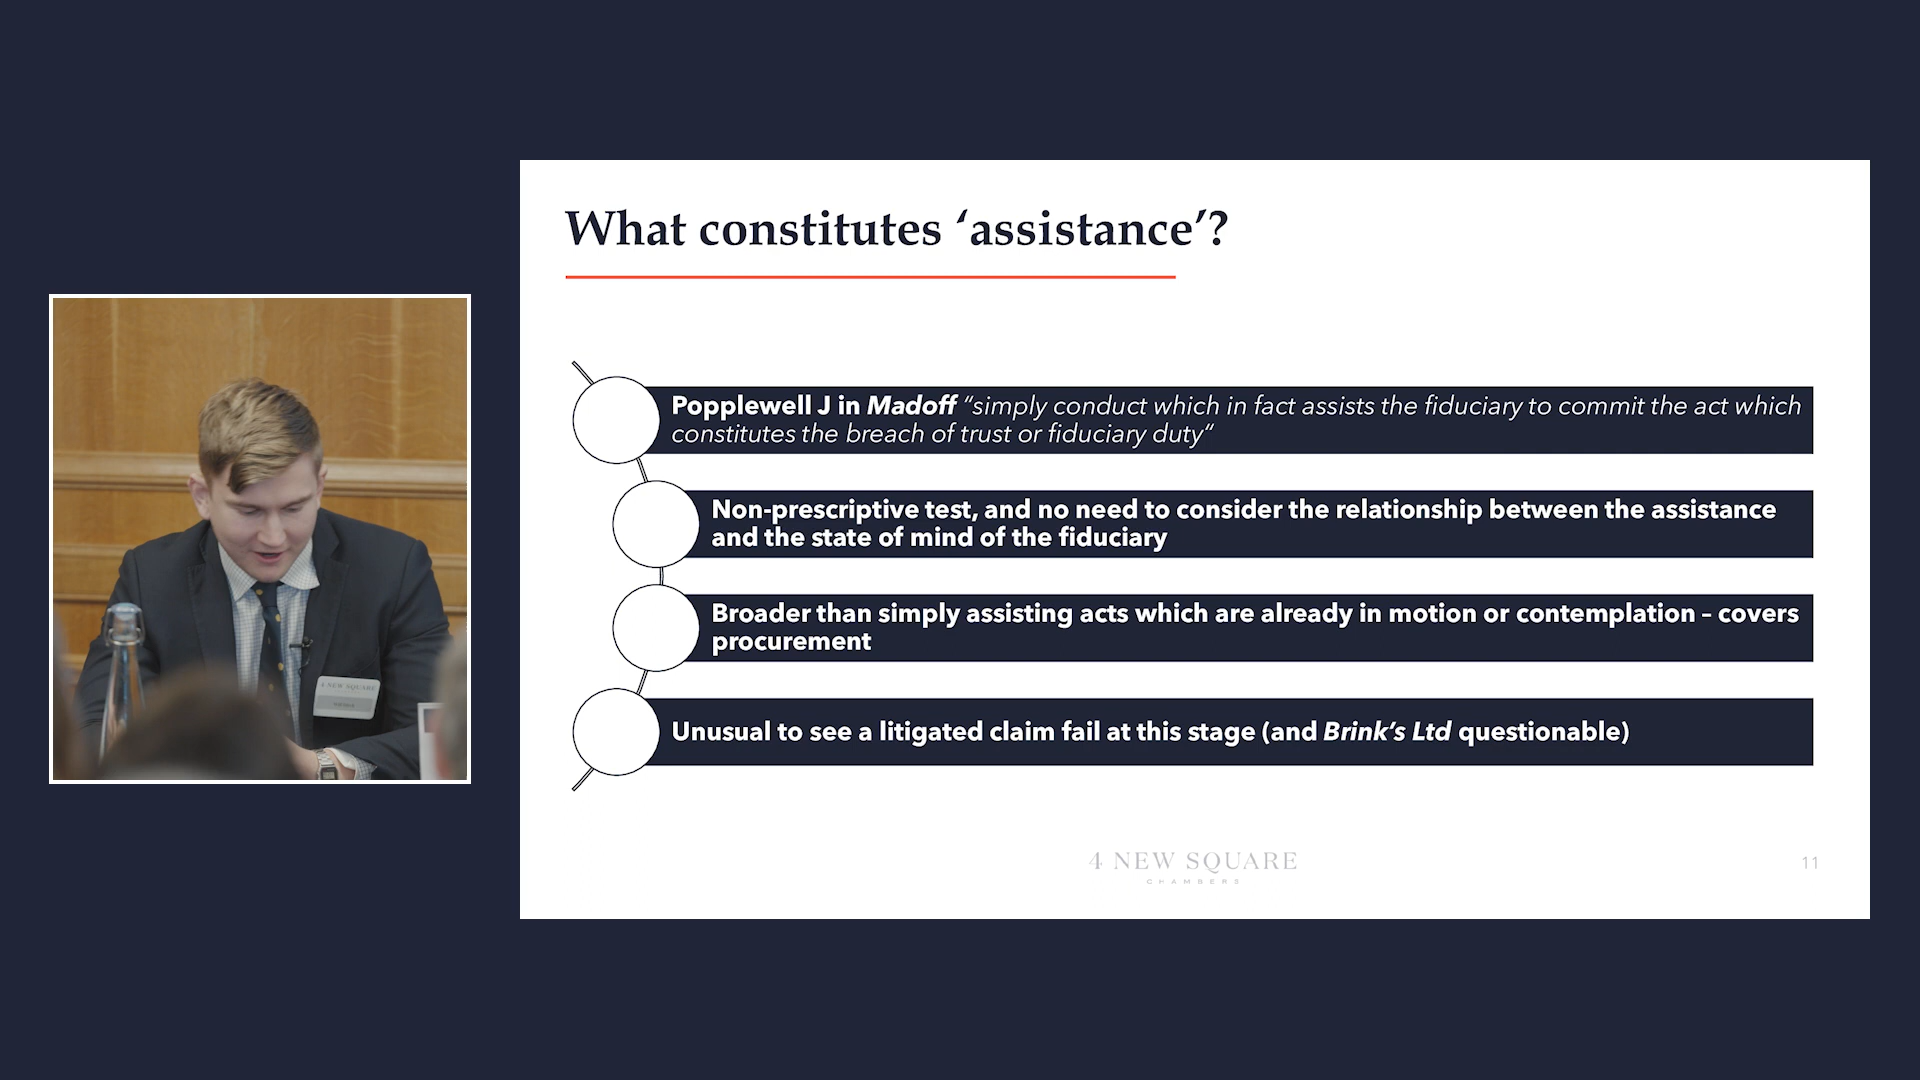 What constitutes ‘assistance’?
Popplewell J in Madoff “simply conduct which in fact assists the fiduciary to commit the act which
constitutes the breach of trust or fiduciary duty“
Non-prescriptive test, and no need to consider the relationship between the assistance
and the state of mind of the fiduciary
Broader than simply assisting acts which are already in motion or contemplation – covers
procurement
Unusual to see a litigated claim fail at this stage (and Brink’s Ltd questionable)
4 NEW SQUARE
4 NEW SQUARE
CHAMBERS
11